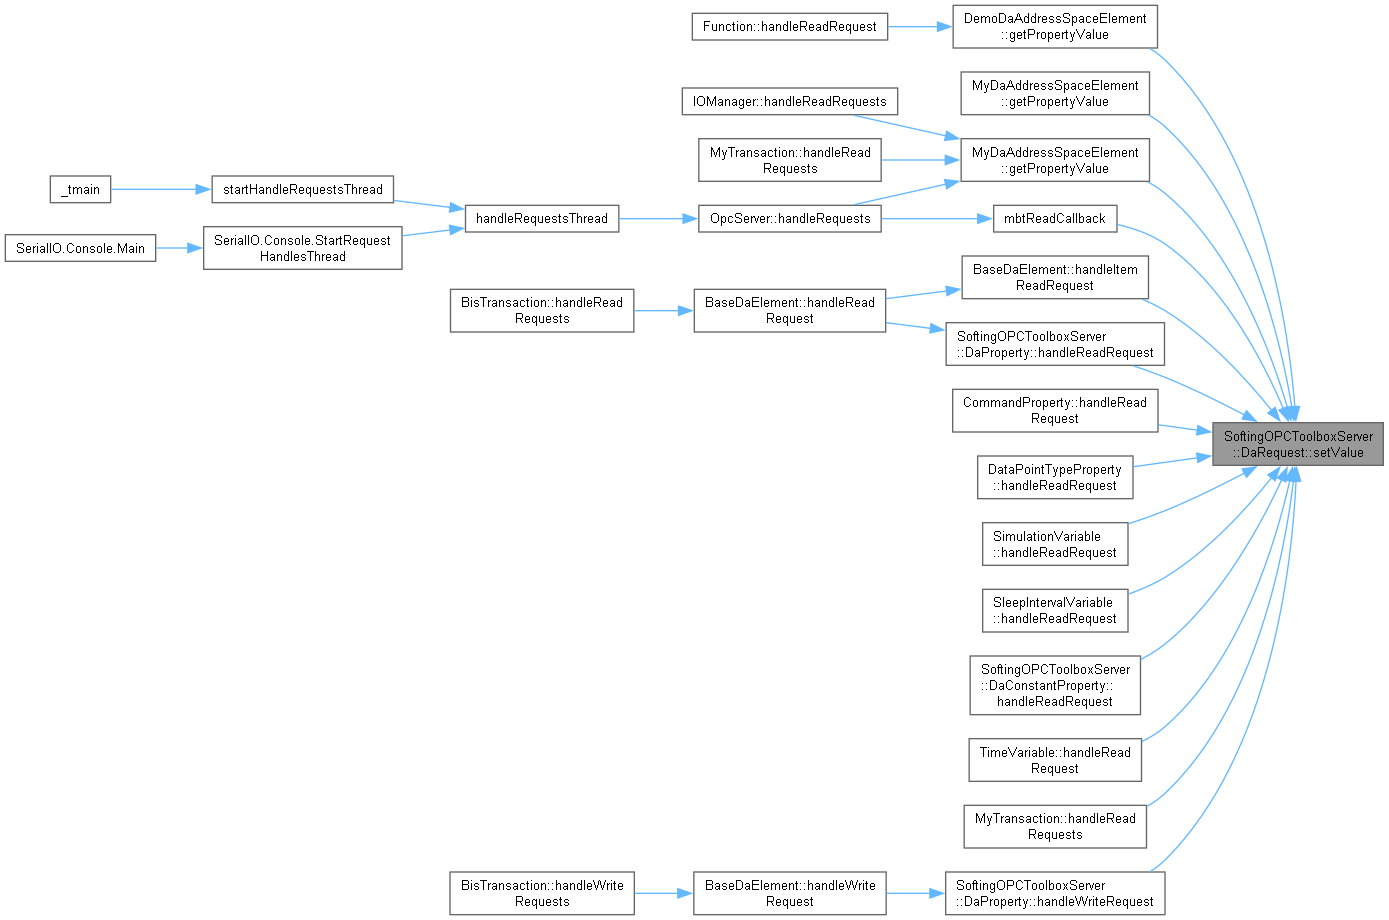 DemoDaAddressSpaceElement
::getPropertyValue
Function::handleReadRequest
MyDaAddressSpaceElement
::getPropertyValue
IOManager::handleReadRequests
MyDaAddressSpaceElement
::getPropertyValue
MyTransaction::handleRead
Requests
_tmain
startHandleRequestsThread
handleRequestsThread
OpcServer::handleRequests
mbtReadCallback
SerialIO.Console.Main
SerialIO.Console.StartRequest
HandlesThread
BaseDaElement::handleItem
ReadRequest
BisTransaction::handleRead
Requests
BaseDaElement::handleRead
Request
SoftingOPCToolboxServer
::DaProperty::handleReadRequest
CommandProperty::handleRead
Request
SoftingOPCToolboxServer
::DaRequest::setValue
DataPointTypeProperty
::handleReadRequest
SimulationVariable
::handleReadRequest
SleepIntervalVariable
::handleReadRequest
SoftingOPCToolboxServer
::DaConstantProperty::
handleReadRequest
TimeVariable::handleRead
Request
MyTransaction::handleRead
Requests
BisTransaction::handleWrite
Requests
BaseDaElement::handleWrite
Request
SoftingOPCToolboxServer
::DaProperty::handleWriteRequest